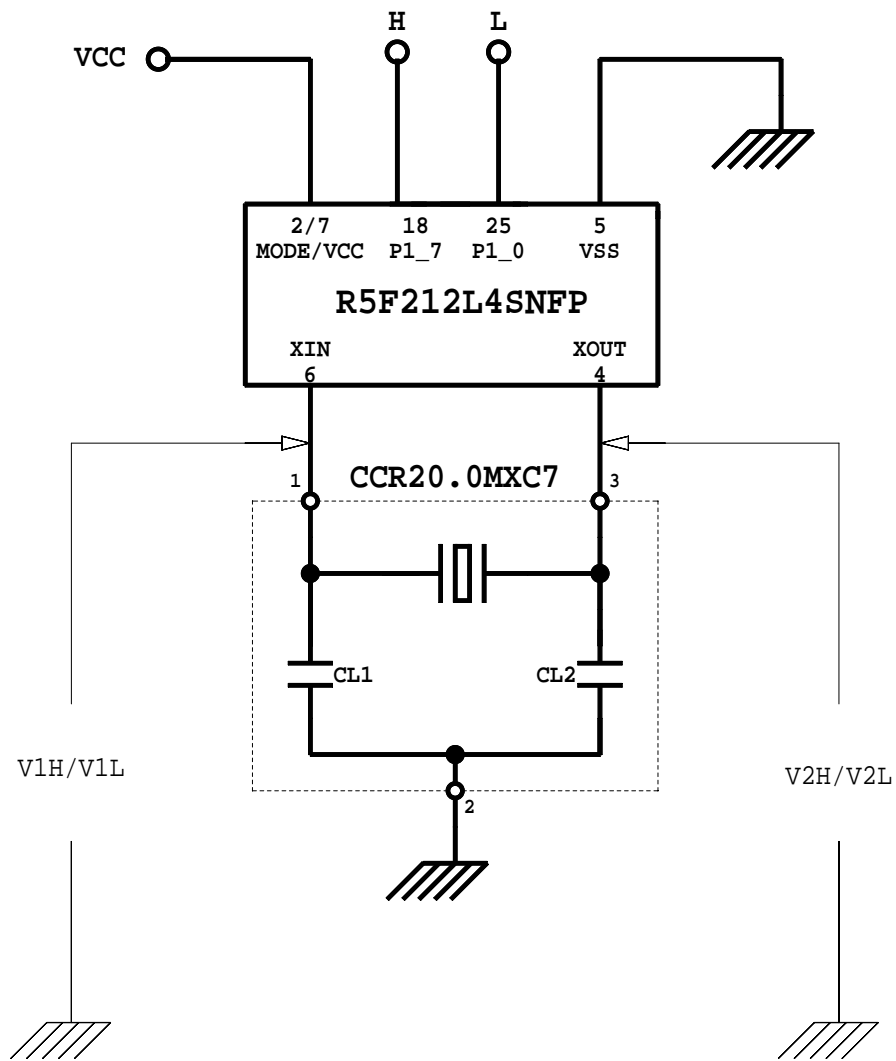 H L
VCC
2/7 18 25 5
MODE/VCC P1_7 P1_0 VSS
R5F212L4SNFP
XIN XOUT
6 4
CCR20.0MXC7
1 3
CL1 CL2
V1H/V1L V2H/V2L
2